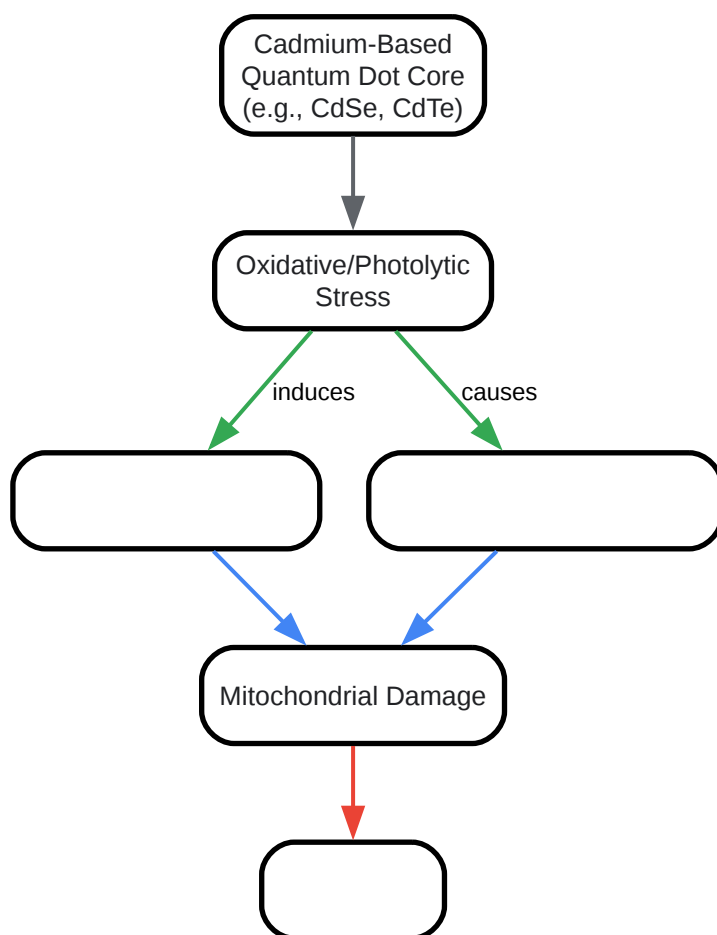 Cadmium-Based
Quantum Dot Core
(e.g., CdSe, CdTe)
Oxidative/Photolytic
Stress
induces
causes
Mitochondrial Damage